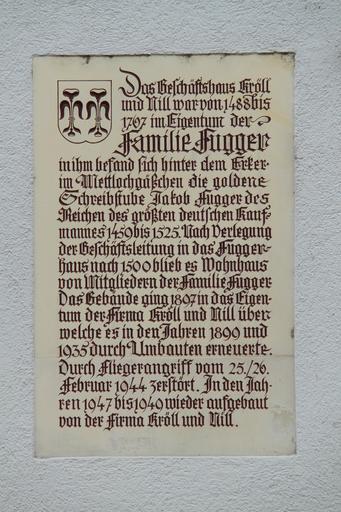 Das Geschäftshaus Kröll
und Nill war von 1488 bis
1797 im Eigentum der
Familie Fugger
in ihm befand sich hinter dem Erker-
im Mettlochgäßchen die goldene
Schreibstube Jakob Fugger des
Reichen des größten deutschen Kauf-
mannes 1459 bis 1525. Nach Verlegung
der Geschäftsleitung in das Fugger-
haus nach 1500 blieb es Wohnhaus
von Mitgliedern der Familie Fugger
Das Gebäude ging 1897 in das Eigen-
tum der Firma Kröll und Nill über
welche es in den Jahren 1899 und
1935 durch Umbauten erneuerte.
Durch Fliegerangriff vom 25./26.
Februar 1944 zerstört. In den Jah-
ren 1947 bis 1949 wieder aufgebaut
von der Firma Kröll und Nill.